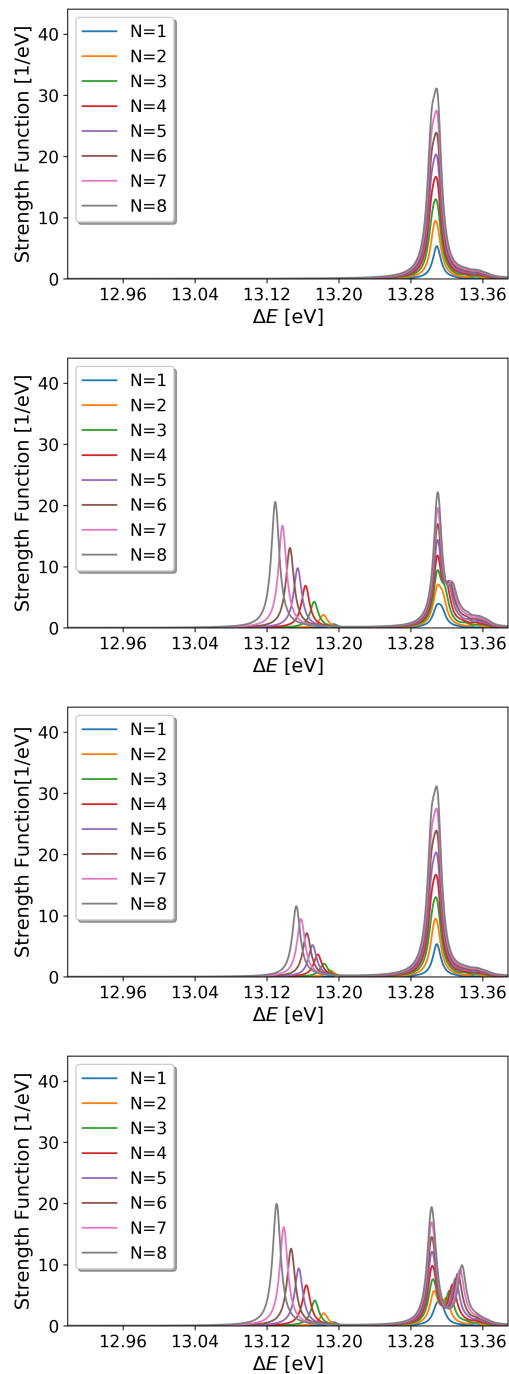 Strength Function [1/eV]
40
30
20
10
0
N=1
N=2
N=3
N=4
N=5
N=6
N=7
N=8
12.96 13.04 13.12 13.20 13.28 13.36
ΔE [eV]
Strength Function [1/eV]
40
30
20
10
0
N=1
N=2
N=3
N=4
N=5
N=6
N=7
N=8
12.96 13.04 13.12 13.20 13.28 13.36
ΔE [eV]
Strength Function[1/eV]
40
30
20
10
0
N=1
N=2
N=3
N=4
N=5
N=6
N=7
N=8
12.96 13.04 13.12 13.20 13.28 13.36
ΔE [eV]
Strength Function [1/eV]
40
30
20
10
0
N=1
N=2
N=3
N=4
N=5
N=6
N=7
N=8
12.96 13.04 13.12 13.20 13.28 13.36
ΔE [eV]